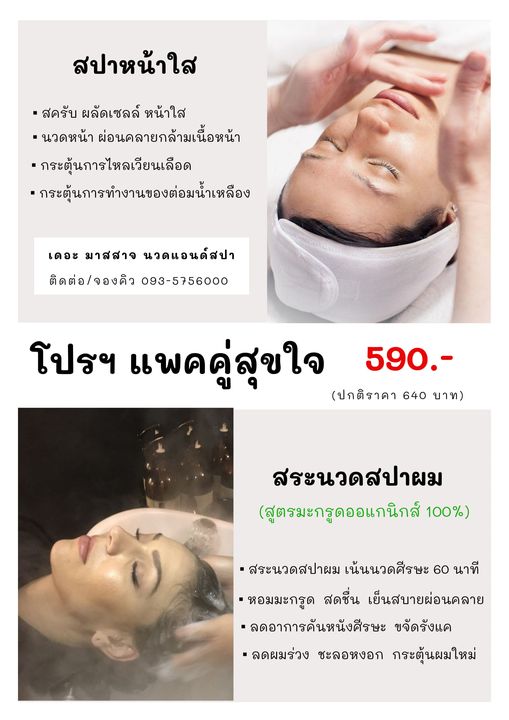 สปาหน้าใส
▪ สครับ ผลัดเซลล์ หน้าใส
▪ นวดหน้า ผ่อนคลายกล้ามเนื้อหน้า
▪ กระตุ้นการไหลเวียนเลือด
▪ กระตุ้นการทำงานของต่อมน้ำเหลือง
เดอะ มาสสาจ นวดแอนด์สปา
ติดต่อ/จองคิว 093-5756000
โปรฯ แพคคู่สุขใจ 590.-
(ปกติราคา 640 บาท)
สระนวดสปาผม
(สูตรมะกรูดออแกนิกส์ 100%)
▪ สระนวดสปาผม เน้นนวดศีรษะ 60 นาที
▪ หอมมะกรูด สดชื่น เย็นสบายผ่อนคลาย
▪ ลดอาการคันหนังศีรษะ ขจัดรังแค
▪ ลดผมร่วง ชะลอหงอก กระตุ้นผมใหม่